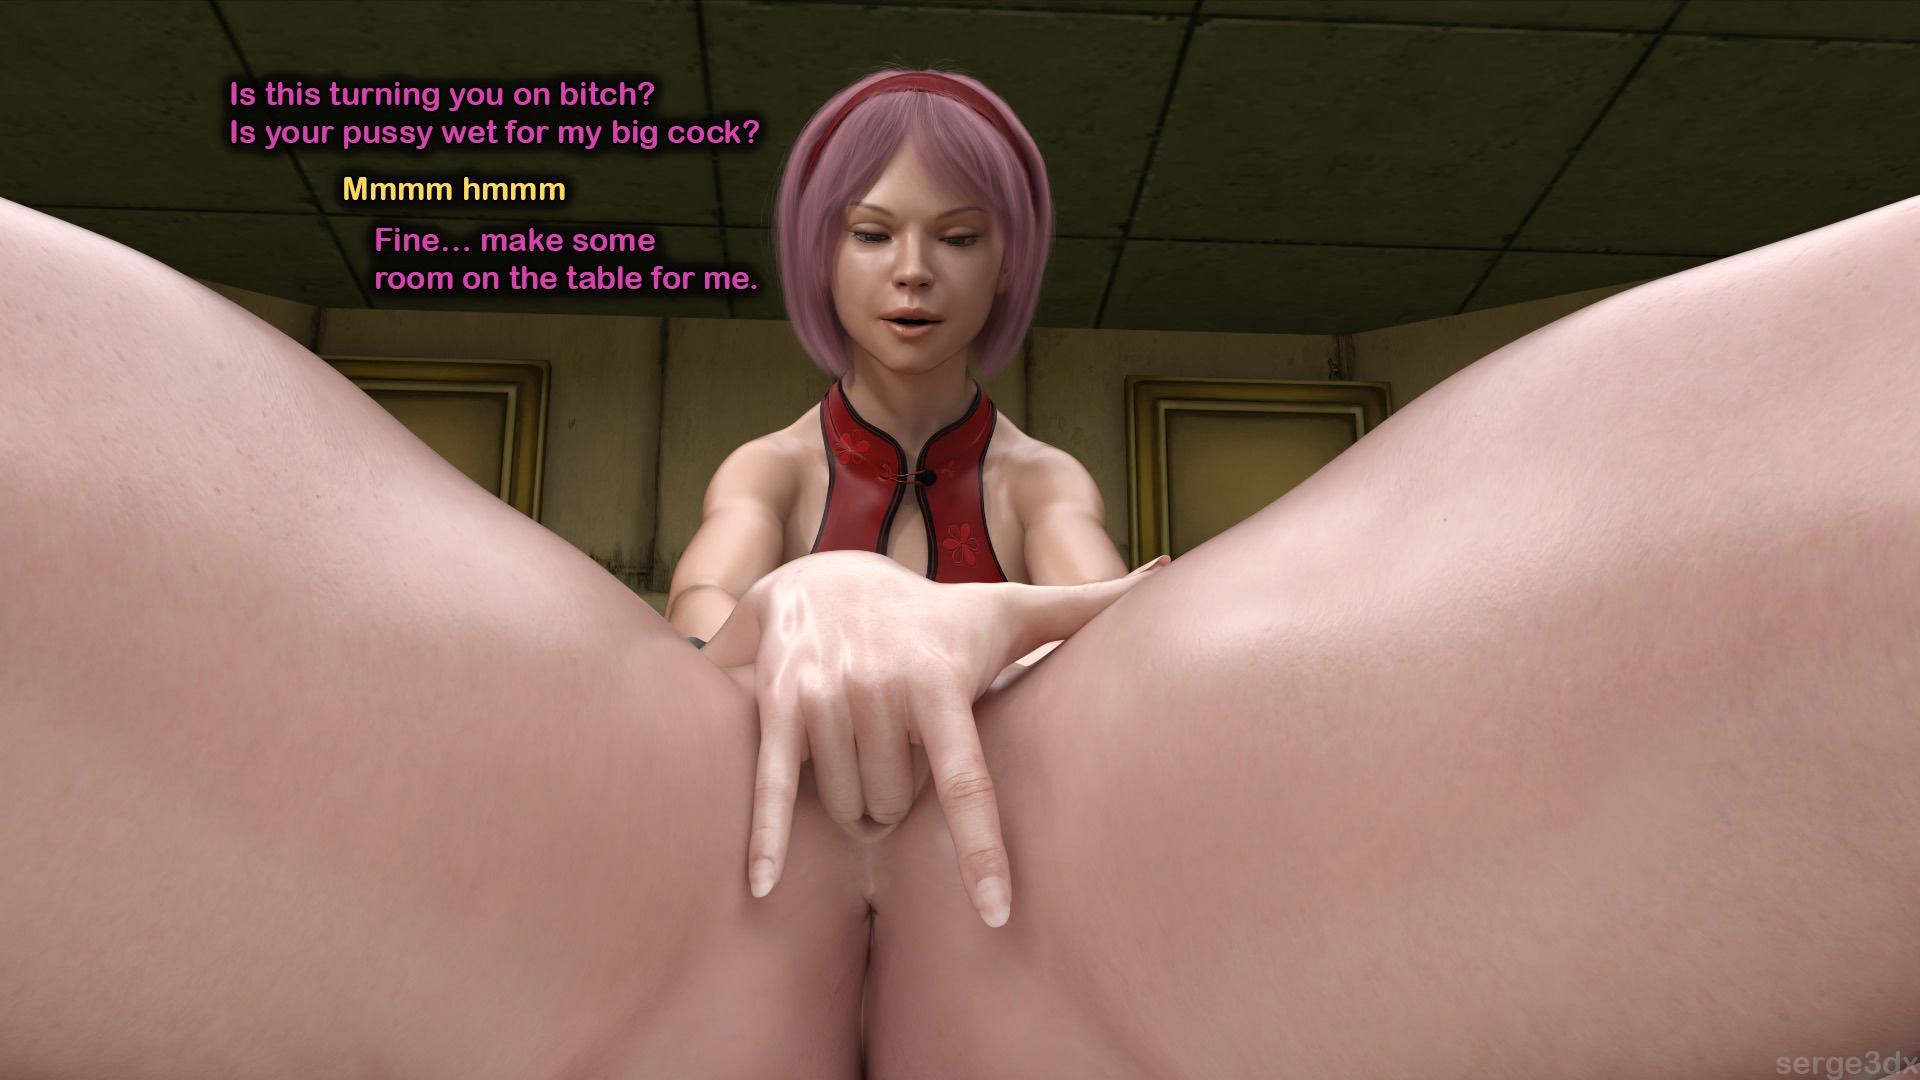 Is this turning you on bitch?
Is your pussy wet for my big cock?
Mmmm hmmm
Fine... make some
room on the table for me.
serge3dx